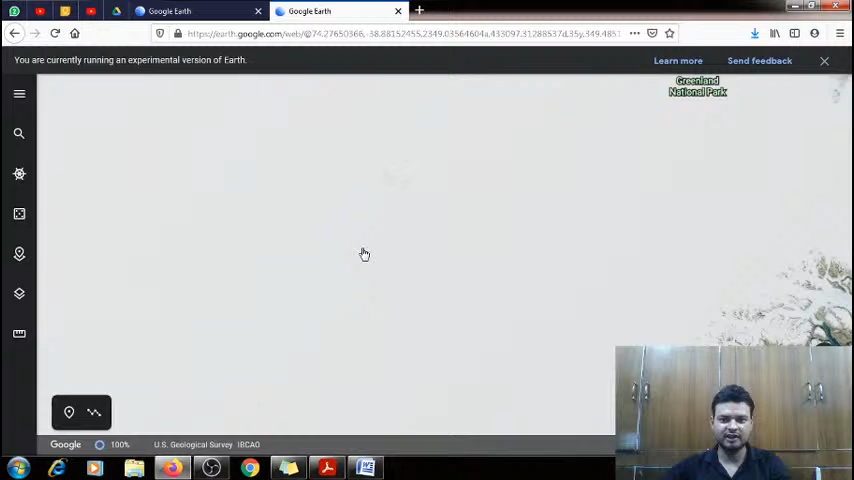 Google Earth
Google Earth
https://earth.google.com/web/@74.27650366,-38.88152455,2349.03564604a,433097.31288537d,35y,349.4851
You are currently running an experimental version of Earth.
Learn more
Send feedback
Greenland
National Park
Google
100%
U.S. Geological Survey IBCAO